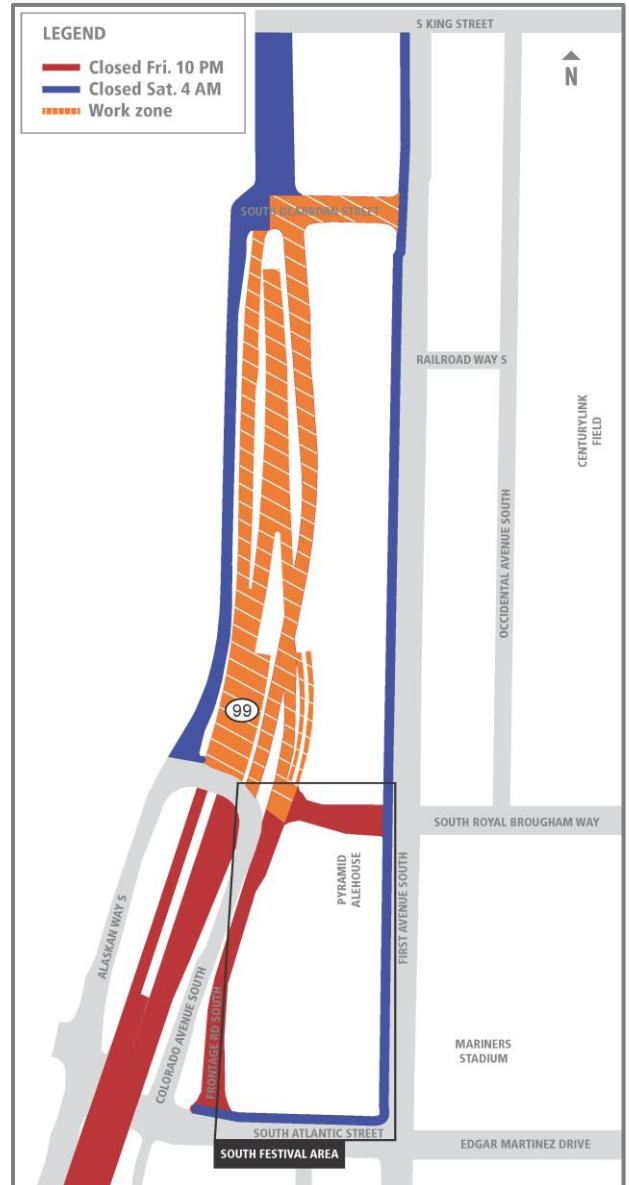 LEGEND
Closed Fri. 10 PM
Closed Sat. 4 AM
Work zone
S KING STREET
N
SOUTH DEARBORN STREET
RAILROAD WAY S
CENTURYLINK
FIELD
OCCIDENTAL AVENUE SOUTH
99
SOUTH ROYAL BROUGHAM WAY
PYRAMID
ALEHOUSE
FIRST AVENUE SOUTH
ALASKAN WAY S
COLORADO AVENUE SOUTH
FRONTAGE RD SOUTH
MARINERS
STADIUM
SOUTH ATLANTIC STREET
EDGAR MARTINEZ DRIVE
SOUTH FESTIVAL AREA